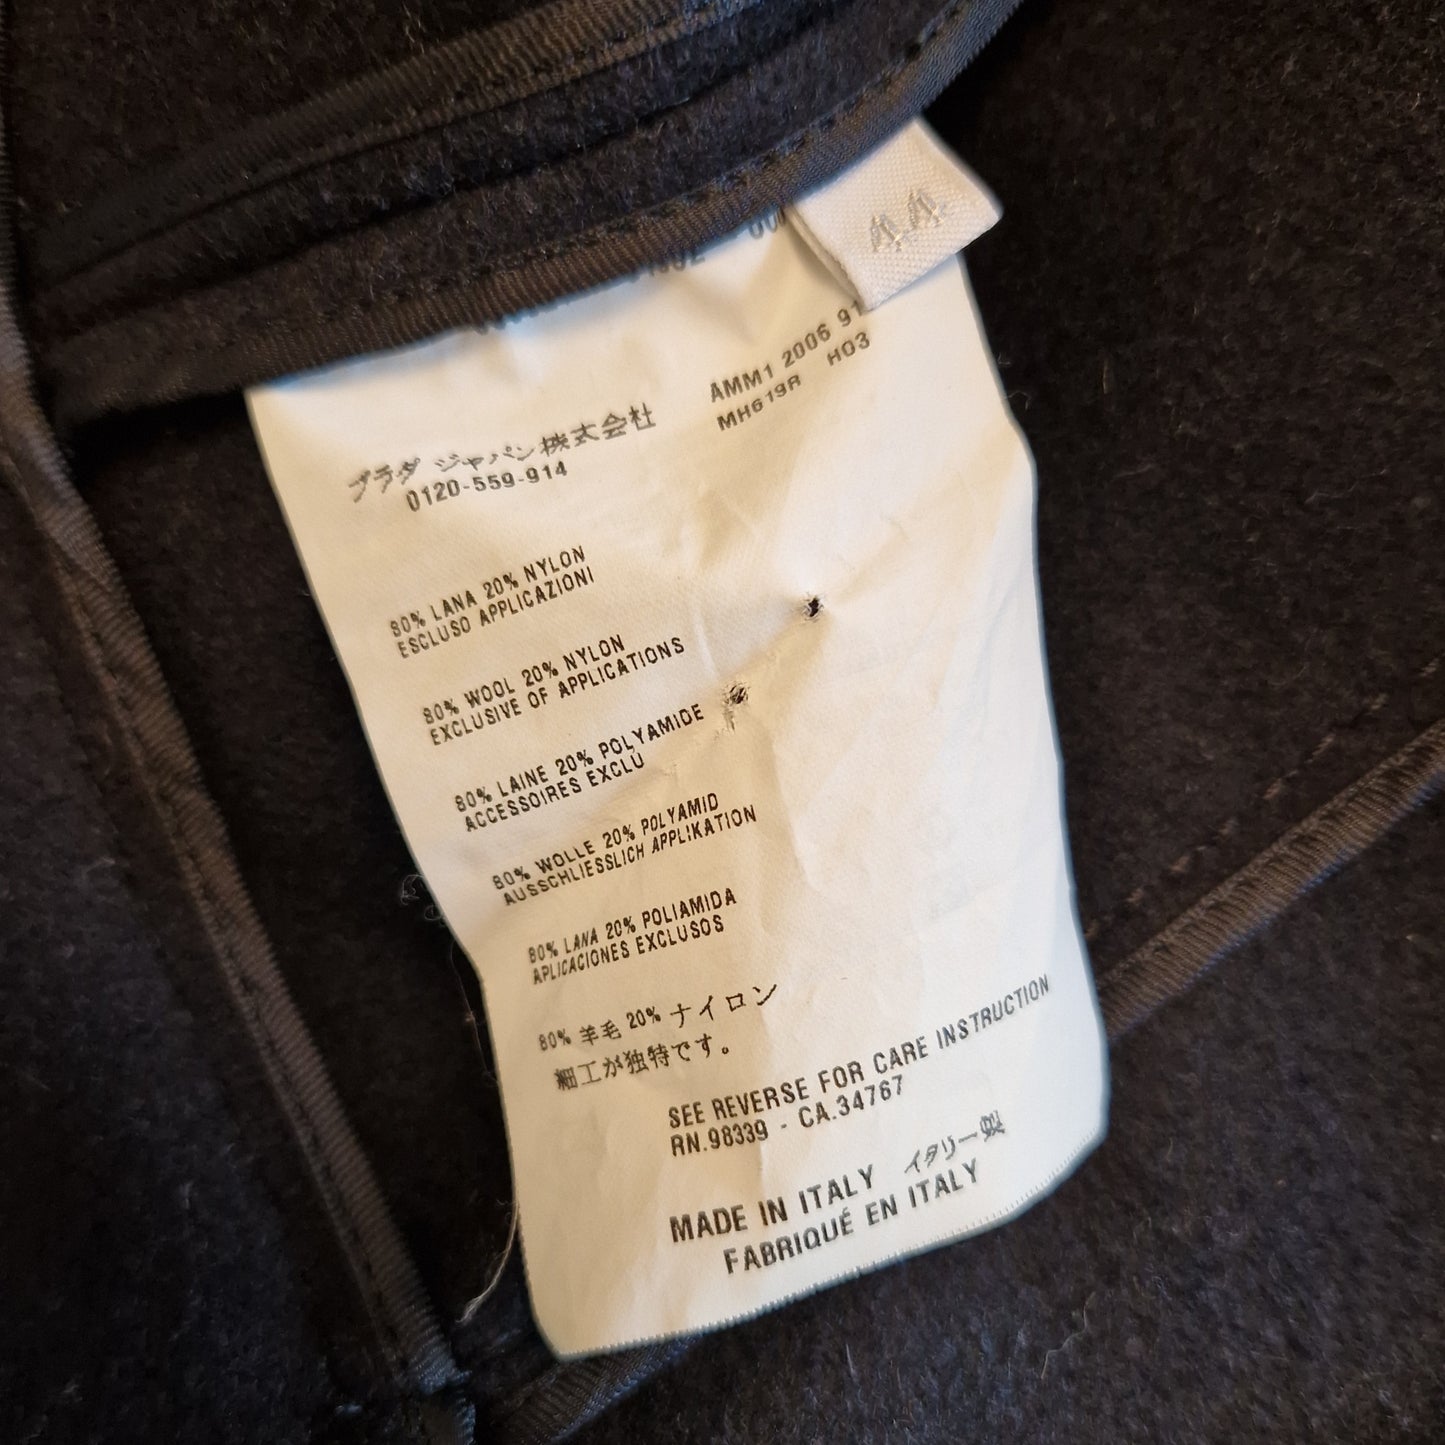 44
AMM1 2006 91
MH619R H03
プラダ ジャパン株式会社
0120-559-914
80% LANA 20% NYLON
ESCLUSO APPLICAZIONI
80% WOOL 20% NYLON
EXCLUSIVE OF APPLICATIONS
80% LAINE 20% POLYAMIDE
ACCESSOIRES EXCLU
80% WOLLE 20% POLYAMID
AUSSCHLIESSLICH APPLIKATION
80% LANA 20% POLIAMIDA
APLICACIONES EXCLUSOS
80% 羊毛 20% ナイロン
細工が独特です。
SEE REVERSE FOR CARE INSTRUCTION
RN.98339 - CA.34767
MADE IN ITALY イタリー製
FABRIQUÉ EN ITALY